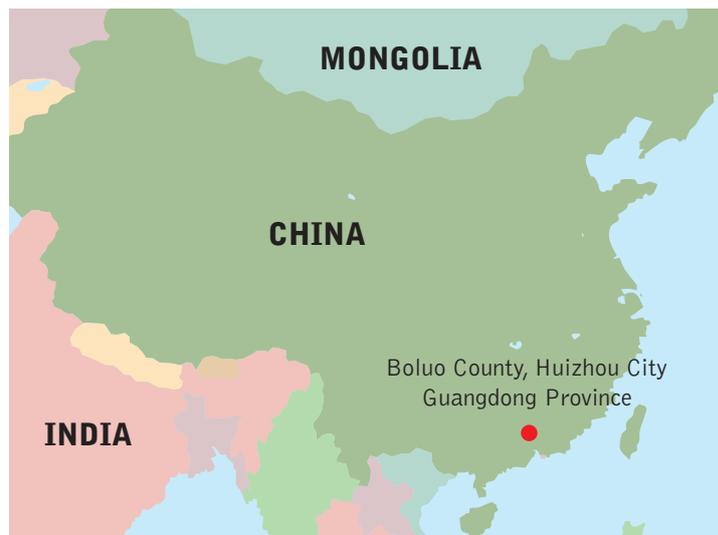 MONGOLIA
CHINA
Boluo County, Huizhou City
Guangdong Province
INDIA